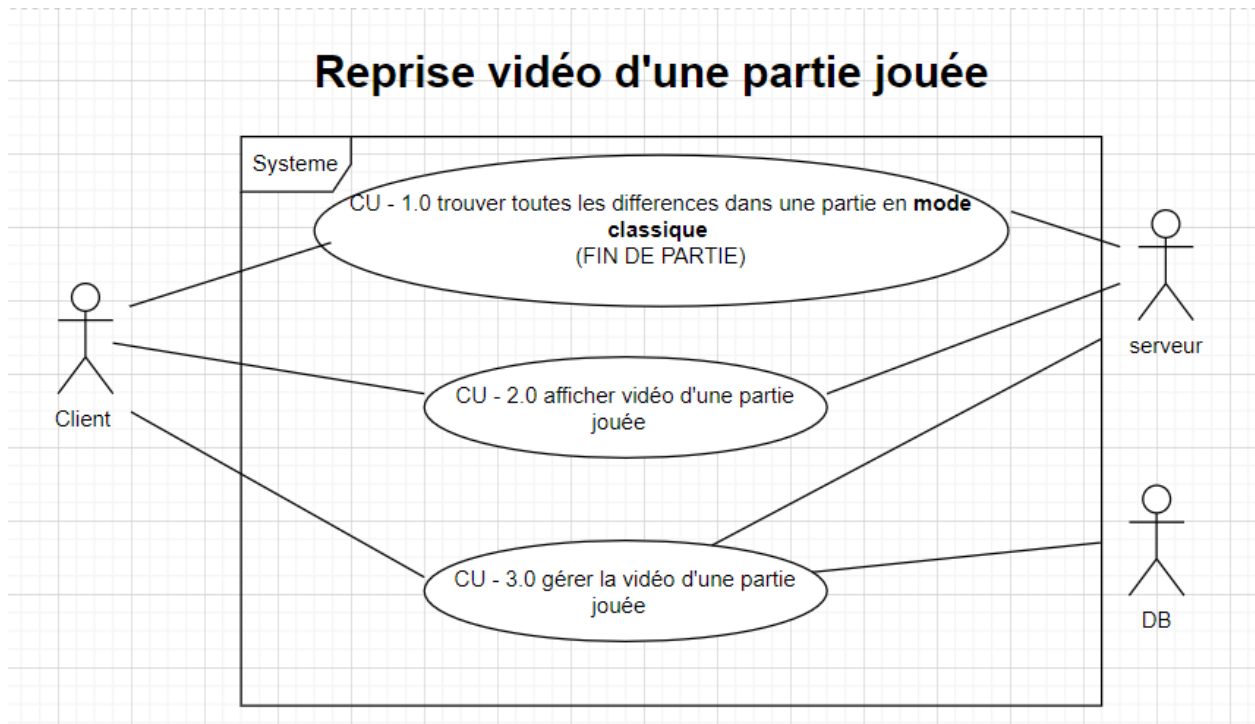 Reprise vidéo d'une partie jouée
Systeme
CU - 1.0 trouver toutes les differences dans une partie en mode
classique
(FIN DE PARTIE)
serveur
Client
CU - 2.0 afficher vidéo d'une partie
jouée
CU - 3.0 gérer la vidéo d'une partie
jouée
DB